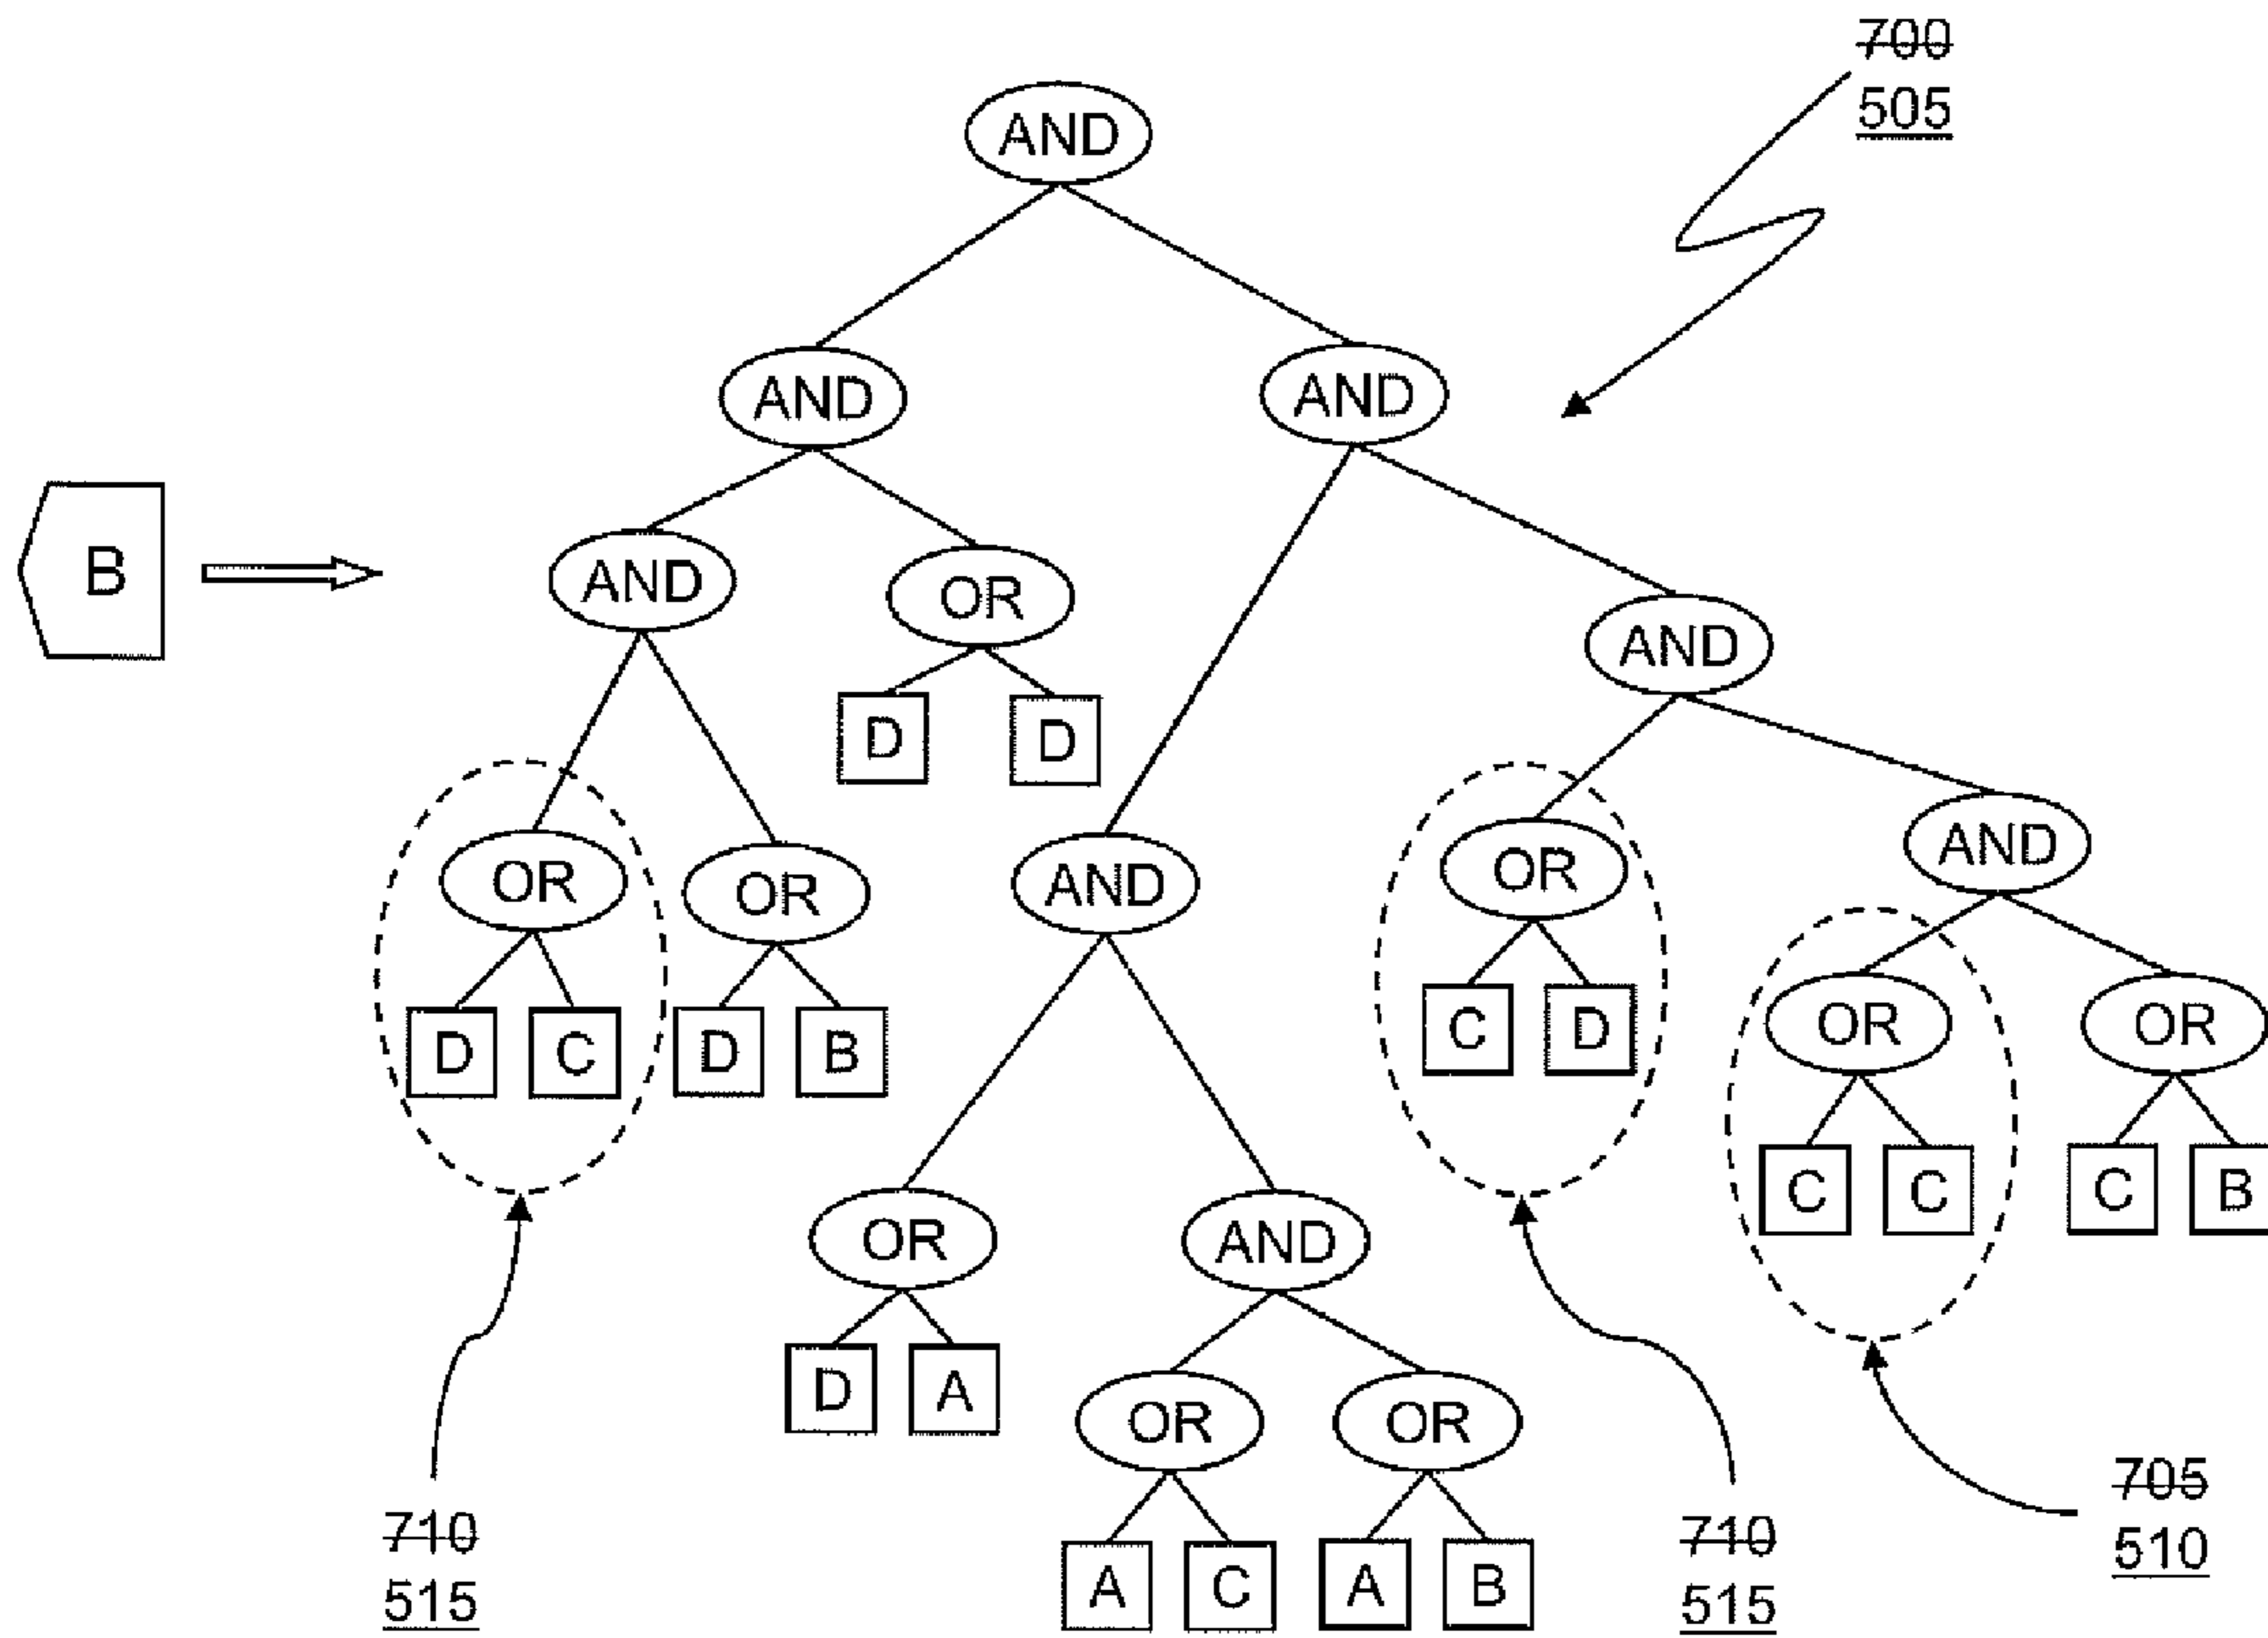 700
505
AND
AND AND
B AND OR AND
D D
OR OR AND OR AND
D C D B C D OR OR
C C C B
OR AND
D A OR OR
A C A B
710 710 705
515 515 510